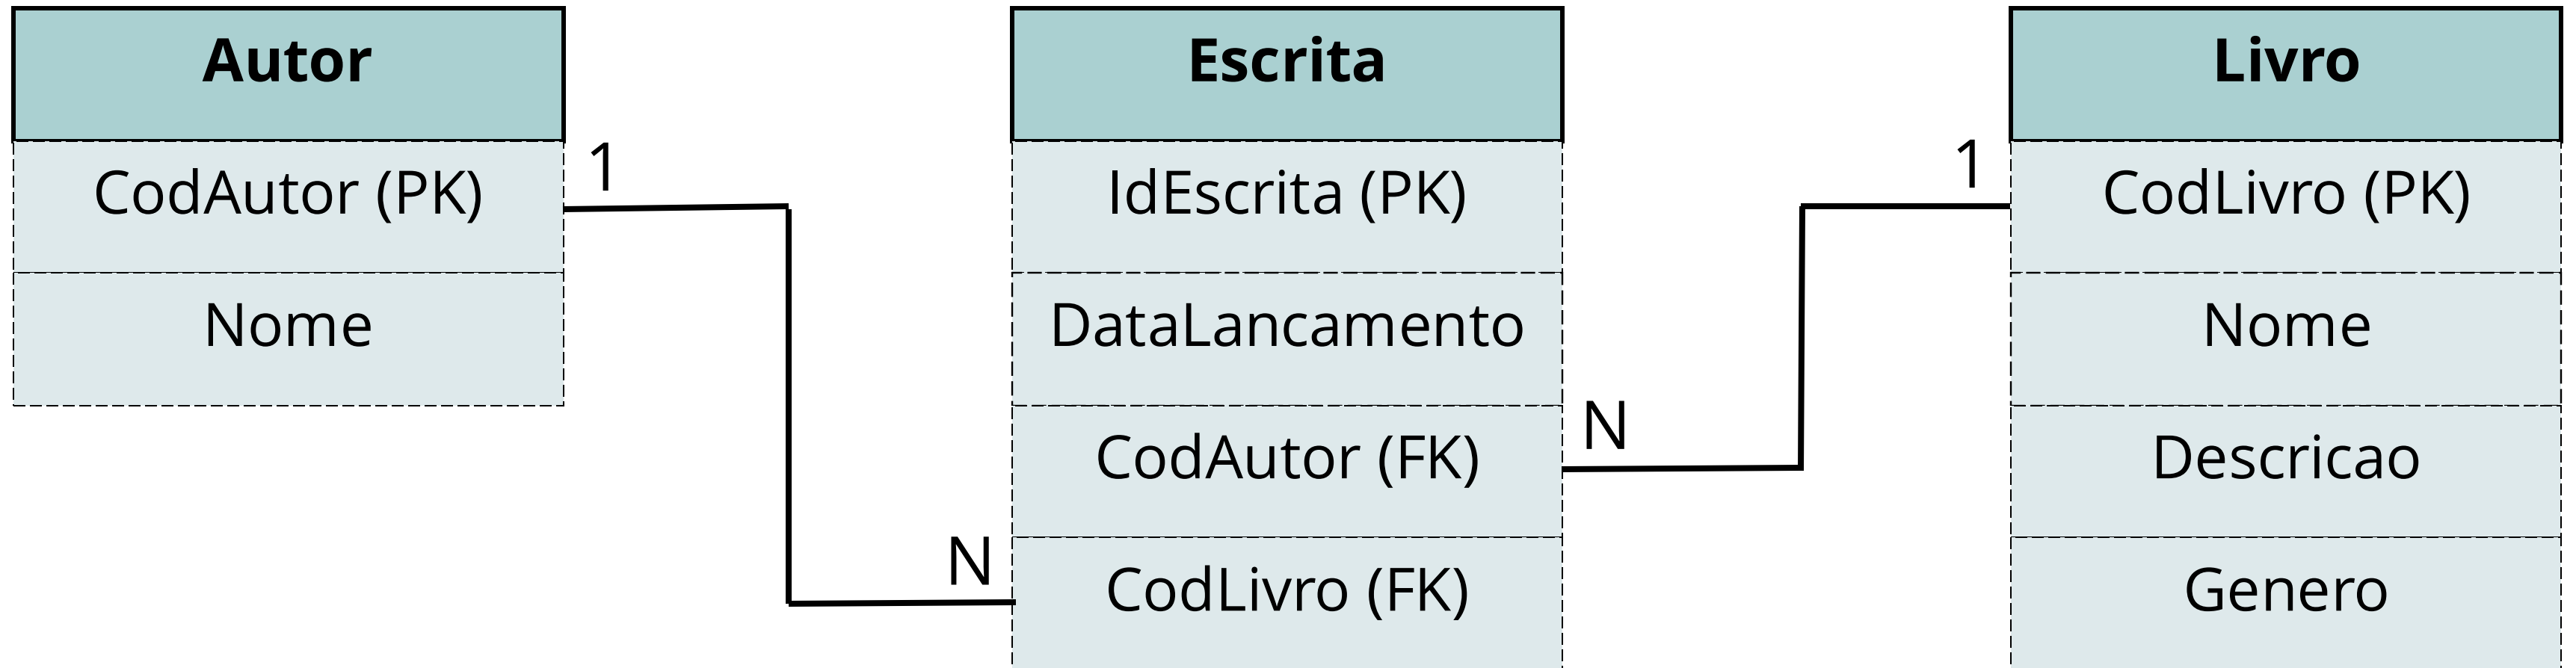 Autor
CodAutor (PK)
Nome
1
N
Escrita
IdEscrita (PK)
DataLancamento
CodAutor (FK)
CodLivro (FK)
N
1
Livro
CodLivro (PK)
Nome
Descricao
Genero